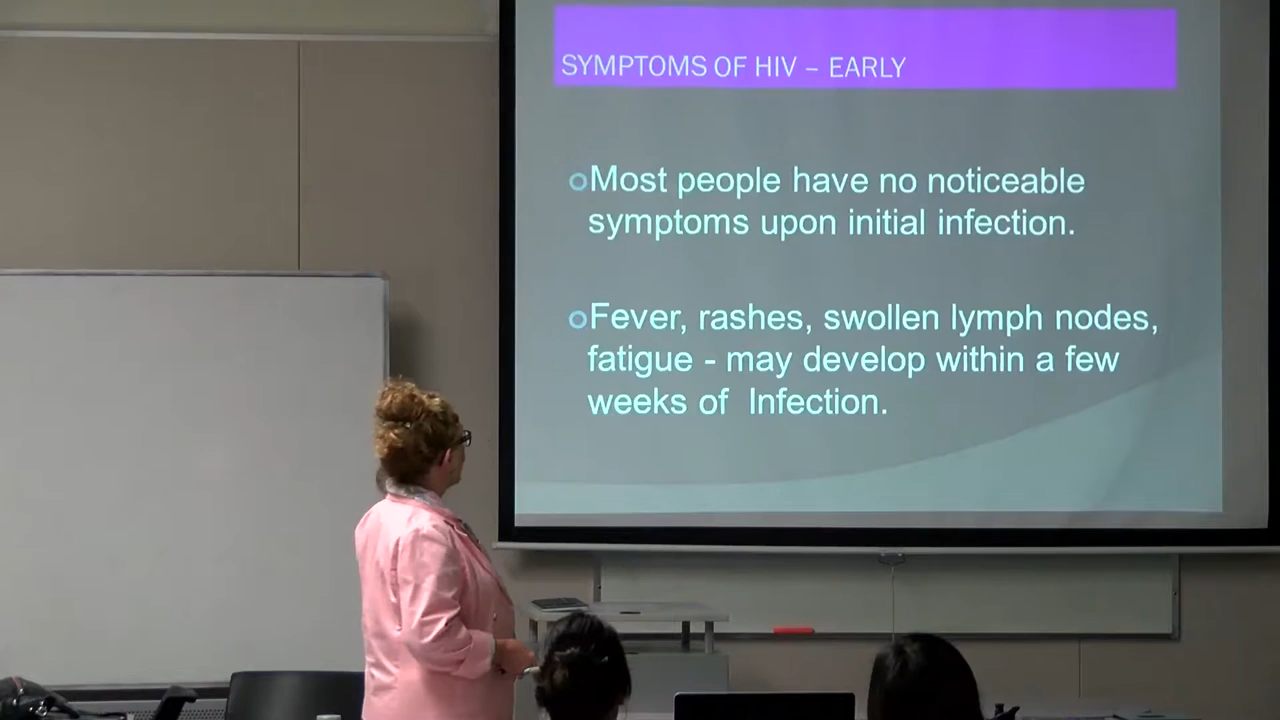 SYMPTOMS OF HIV – EARLY
Most people have no noticeable
symptoms upon initial infection.
Fever, rashes, swollen lymph nodes,
fatigue - may develop within a few
weeks of  Infection.